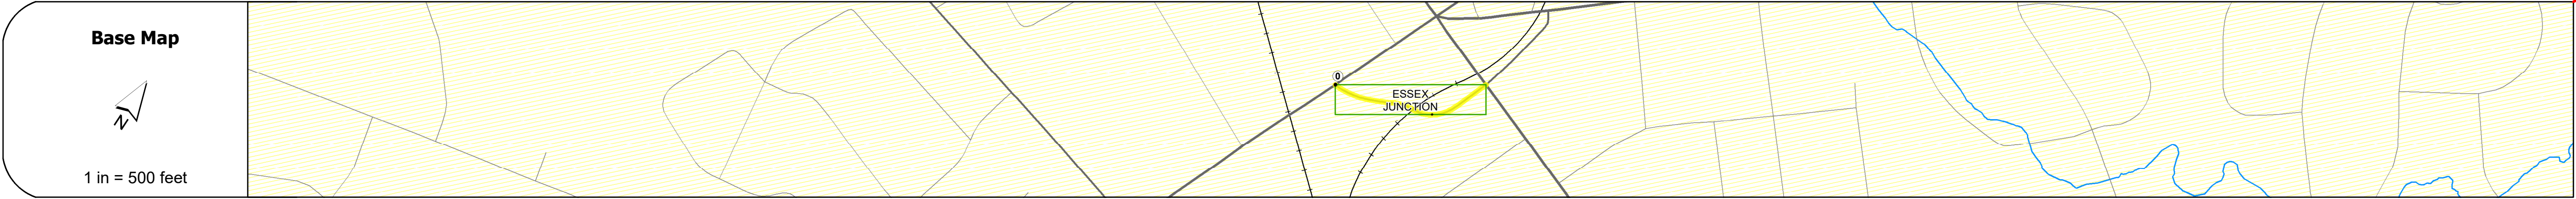 Base Map
N
1 in = 500 feet
0
ESSEX
JUNCTION